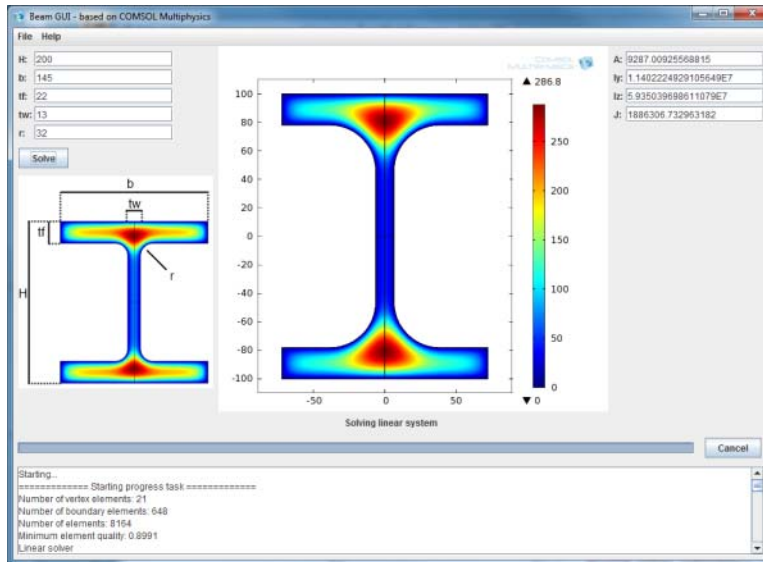 Beam GUI - based on COMSOL Multiphysics
File Help
H: 200
b: 145
tf: 22
tw: 13
r: 32
Solve
b
tw
tf
r
H
COMSOL
MULTIPHYSICS
▲ 286.8
100
80
60
40
20
0
-20
-40
-60
-80
-100
-50
0
50
250
200
150
100
50
0
▼ 0
A: 9287.00925568815
Iy: 1.1402224929105649E7
Iz: 5.935039698611079E7
J: 1886306.732963182
Solving linear system
Cancel
Starting...
============= Starting progress task =============
Number of vertex elements: 21
Number of boundary elements: 648
Number of elements: 8164
Minimum element quality: 0.8991
Linear solver